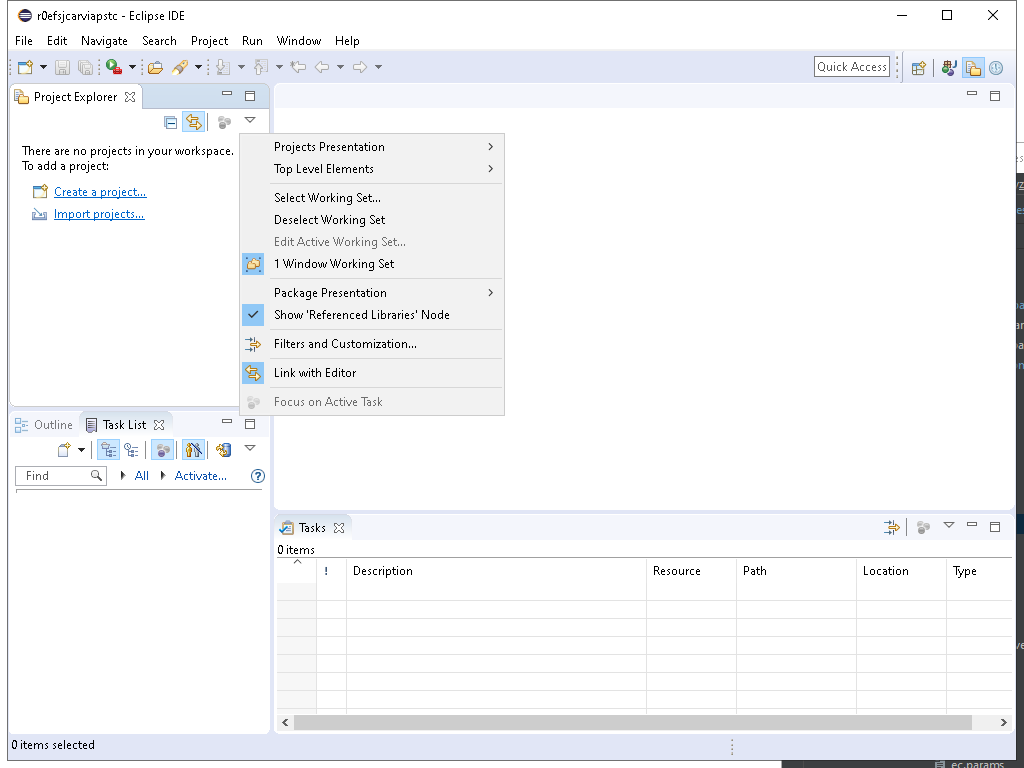 r0efsjcarviapstc - Eclipse IDE
File Edit Navigate Search Project Run Window Help
Quick Access
Project Explorer
There are no projects in your workspace.
To add a project:
Create a project...
Import projects...
Projects Presentation
Top Level Elements
Select Working Set...
Deselect Working Set
Edit Active Working Set...
1 Window Working Set
Package Presentation
Show 'Referenced Libraries' Node
Filters and Customization...
Link with Editor
Focus on Active Task
Outline Task List
Find All Activate...
Tasks
0 items
! Description Resource Path Location Type
0 items selected
ec.params